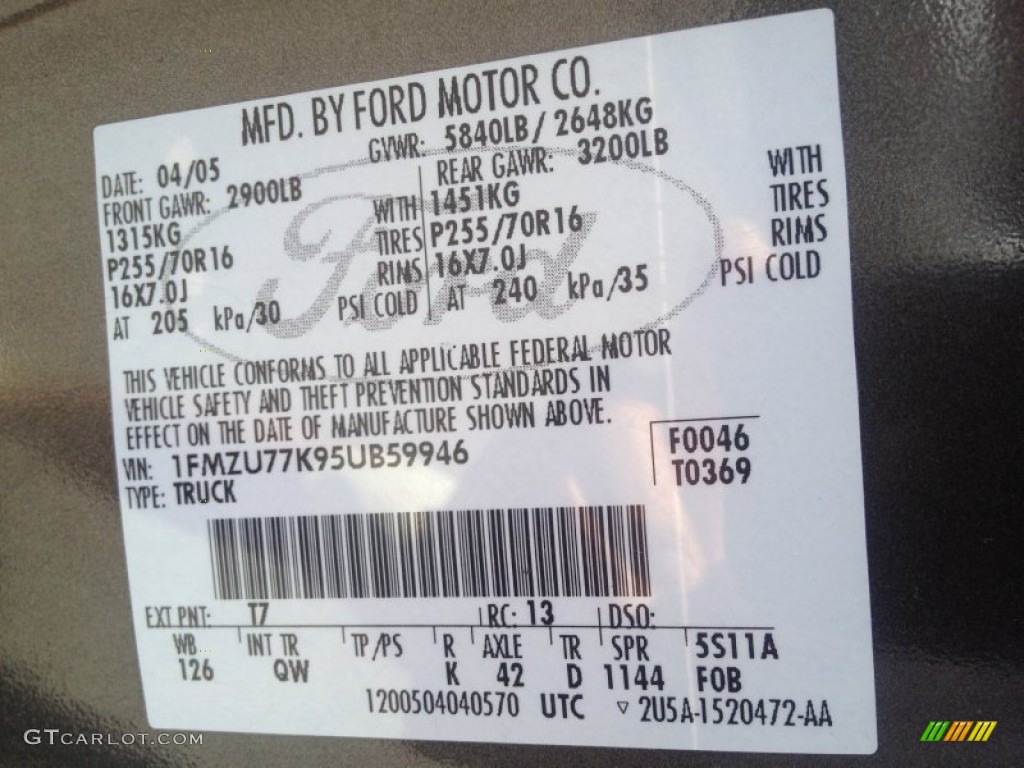 MFD. BY FORD MOTOR CO.
DATE: 04/05 GVWR: 5840LB/ 2648KG
FRONT GAWR: 2900LB REAR GAWR: 3200LB
1315KG WITH 1451KG WITH
P255/70R16 TIRES P255/70R16 TIRES
16X7.0J RIMS 16X7.0J RIMS
AT 205 kPa/30 PSI COLD AT 240 kPa/35 PSI COLD
Ford
THIS VEHICLE CONFORMS TO ALL APPLICABLE FEDERAL MOTOR
VEHICLE SAFETY AND THEFT PREVENTION STANDARDS IN
EFFECT ON THE DATE OF MANUFACTURE SHOWN ABOVE.
VIN: 1FMZU77K95UB59946 F0046
TYPE: TRUCK T0369
EXT PNT: T7 RC: 13 DSO:
WB INT TR TP/PS R AXLE TR SPR 5S11A
126 QW K 42 D 1144 F0B
1200504040570 UTC ▽ 2U5A-1520472-AA
GTCARLOT.COM